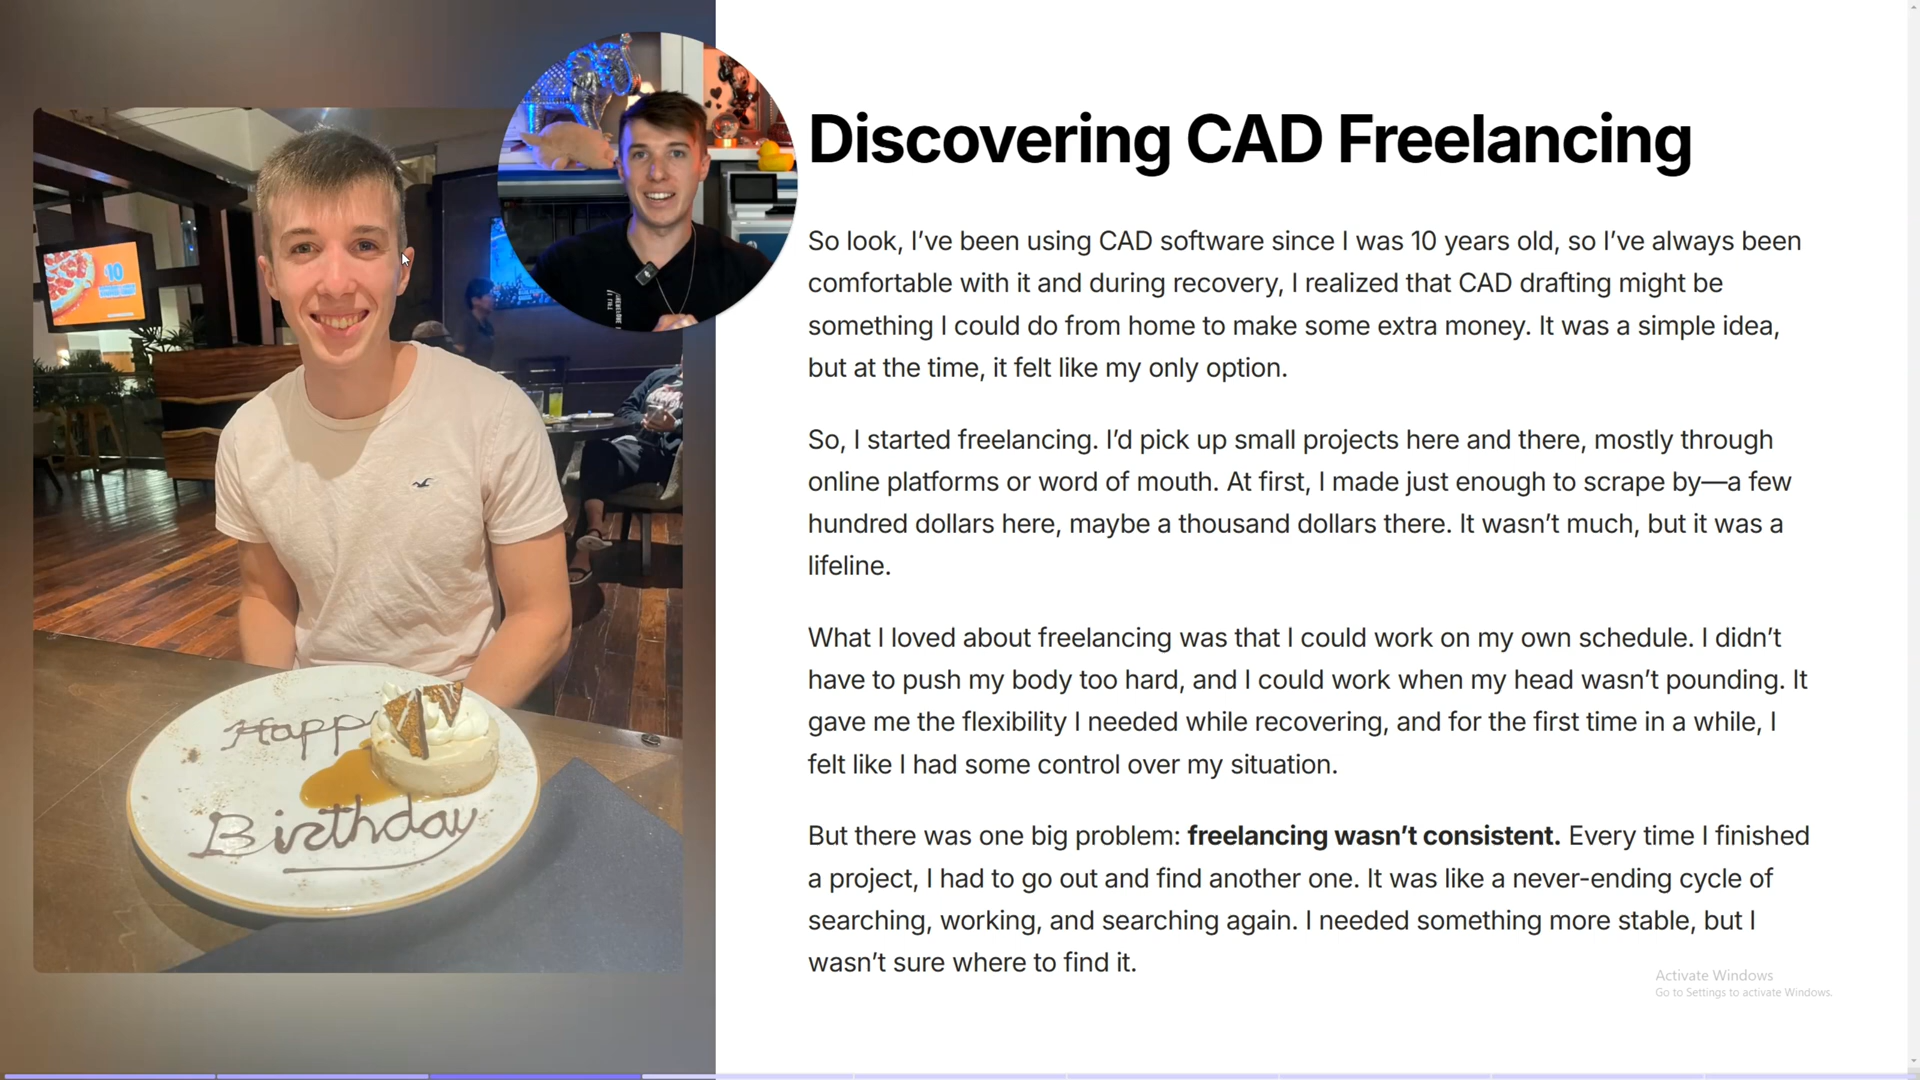 Discovering CAD Freelancing
So look, I’ve been using CAD software since I was 10 years old, so I’ve always been
comfortable with it and during recovery, I realized that CAD drafting might be
something I could do from home to make some extra money. It was a simple idea,
but at the time, it felt like my only option.
So, I started freelancing. I’d pick up small projects here and there, mostly through
online platforms or word of mouth. At first, I made just enough to scrape by—a few
hundred dollars here, maybe a thousand dollars there. It wasn’t much, but it was a
lifeline.
What I loved about freelancing was that I could work on my own schedule. I didn’t
have to push my body too hard, and I could work when my head wasn’t pounding. It
gave me the flexibility I needed while recovering, and for the first time in a while, I
felt like I had some control over my situation.
But there was one big problem: freelancing wasn’t consistent. Every time I finished
a project, I had to go out and find another one. It was like a never-ending cycle of
searching, working, and searching again. I needed something more stable, but I
wasn’t sure where to find it.
$10
Happy
Birthday
Activate Windows
Go to Settings to activate Windows.